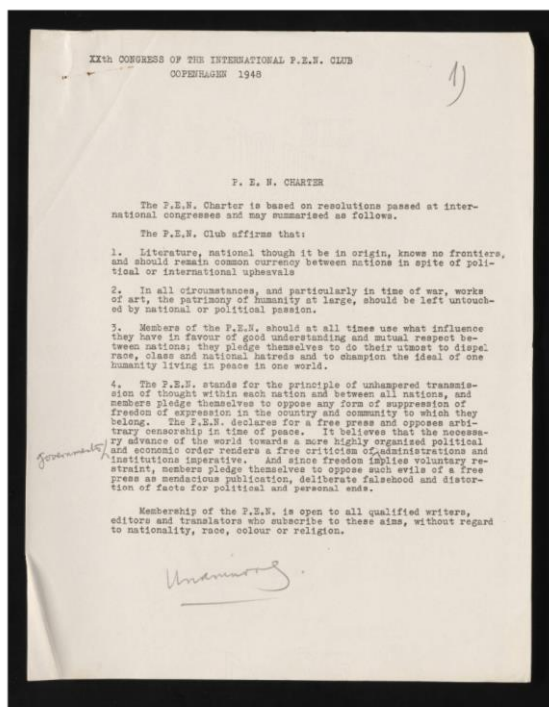 XXth CONGRESS OF THE INTERNATIONAL P.E.N. CLUB
COPENHAGEN 1948
1)
P. E. N. CHARTER
The P.E.N. Charter is based on resolutions passed at inter-
national congresses and may summarised as follows.
The P.E.N. Club affirms that:
1. Literature, national though it be in origin, knows no frontiers,
and should remain common currency between nations in spite of poli-
tical or international upheavals
2. In all circumstances, and particularly in time of war, works
of art, the patrimony of humanity at large, should be left untouch-
ed by national or political passion.
3. Members of the P.E.N. should at all times use what influence
they have in favour of good understanding and mutual respect be-
tween nations; they pledge themselves to do their utmost to dispel
race, class and national hatreds and to champion the ideal of one
humanity living in peace in one world.
4. The P.E.N. stands for the principle of unhampered transmis-
sion of thought within each nation and between all nations, and
members pledge themselves to oppose any form of suppression of
freedom of expression in the country and community to which they
belong. The P.E.N. declares for a free press and opposes arbi-
trary censorship in time of peace. It believes that the necessa-
ry advance of the world towards a more highly organized political
governments/ and economic order renders a free criticism of administrations and
institutions imperative. And since freedom implies voluntary re-
straint, members pledge themselves to oppose such evils of a free
press as mendacious publication, deliberate falsehood and distor-
tion of facts for political and personal ends.
Membership of the P.E.N. is open to all qualified writers,
editors and translators who subscribe to these aims, without regard
to nationality, race, colour or religion.